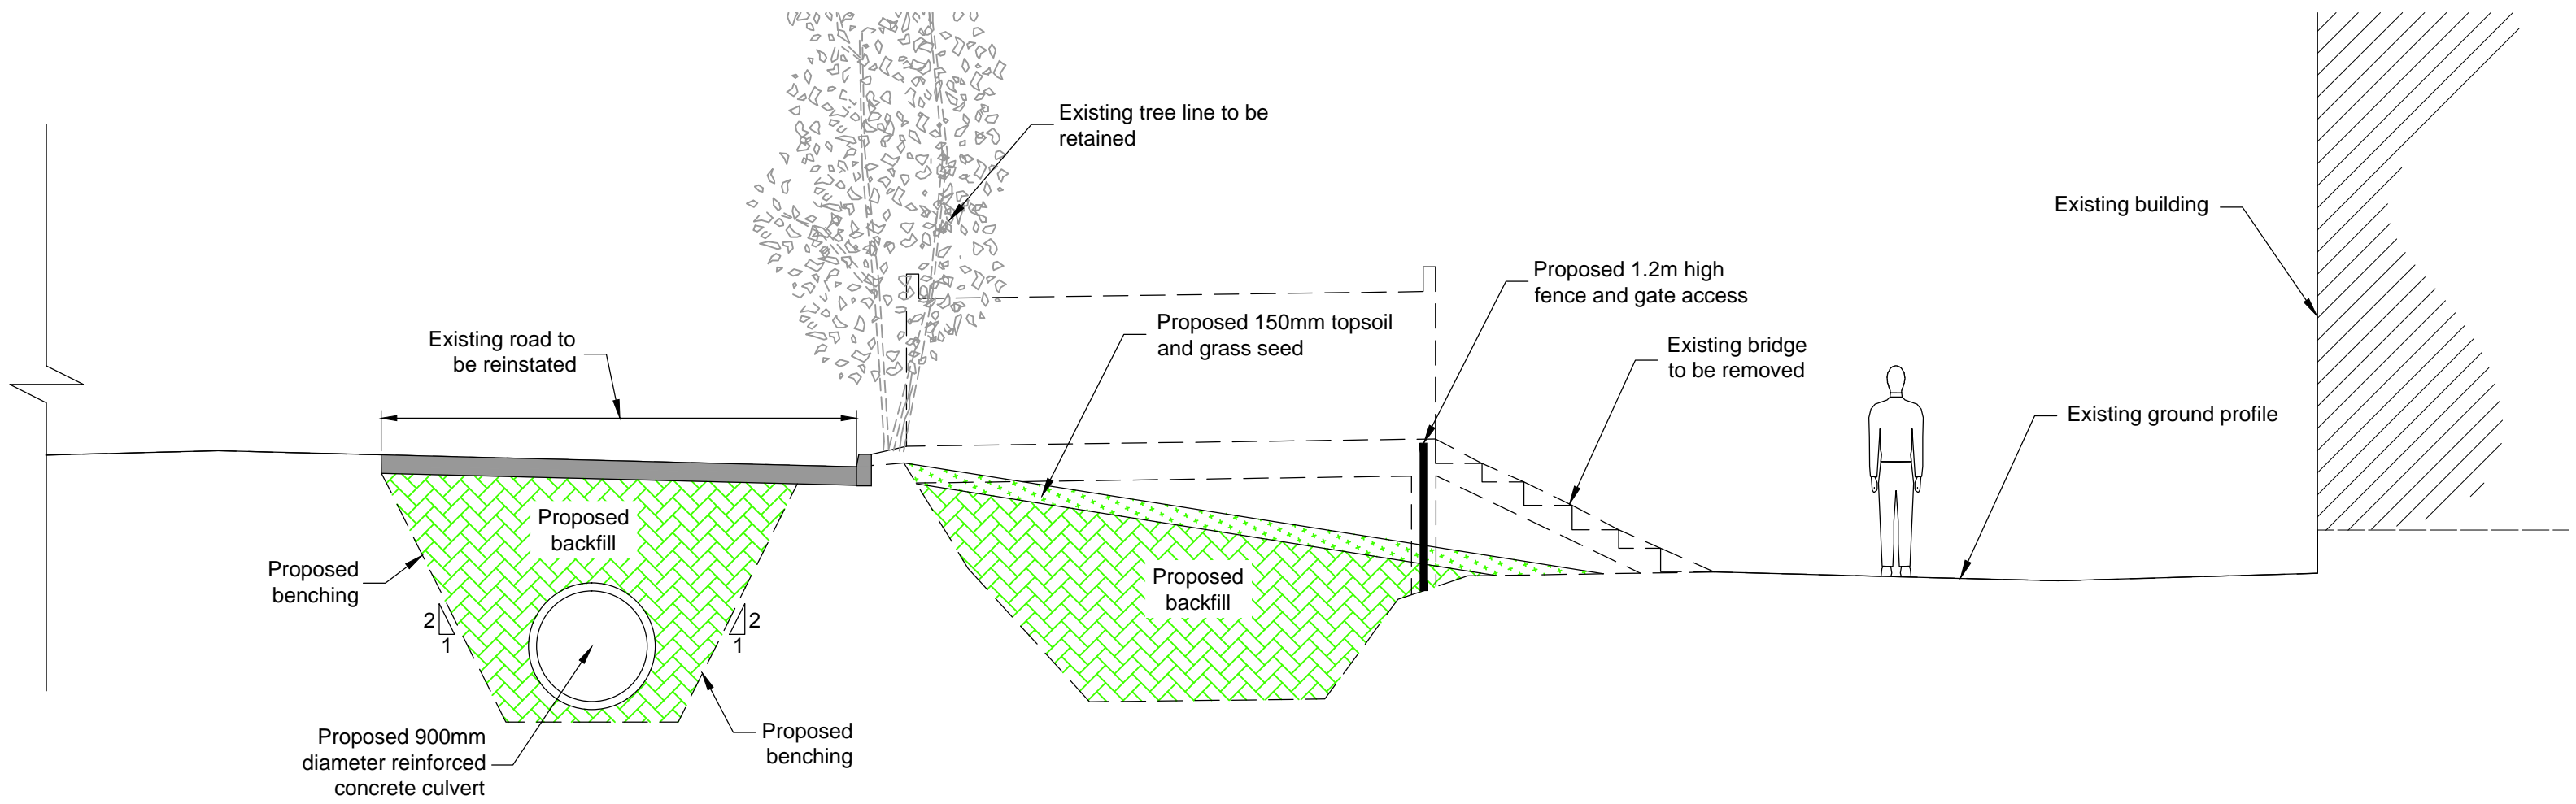 Existing tree line to be
retained
Existing building
Proposed 1.2m high
fence and gate access
Proposed 150mm topsoil
and grass seed
Existing road to
be reinstated
Existing bridge
to be removed
Existing ground profile
Proposed
backfill
Proposed
benching
Proposed
backfill
2
1
2
1
Proposed 900mm
diameter reinforced
concrete culvert
Proposed
benching